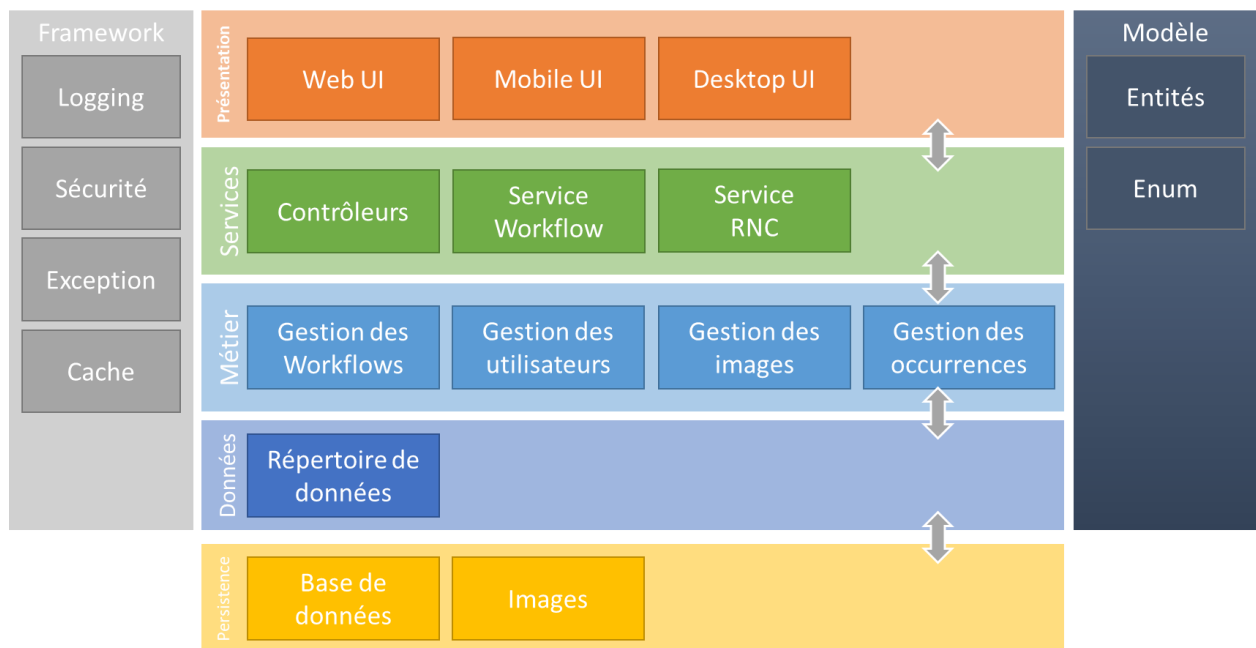 Framework
Logging
Sécurité
Exception
Cache
Présentation
Web UI
Mobile UI
Desktop UI
Services
Contrôleurs
Service
Workflow
Service
RNC
Métier
Gestion des
Workflows
Gestion des
utilisateurs
Gestion des
images
Gestion des
occurrences
Données
Répertoire de
données
Persistence
Base de
données
Images
Modèle
Entités
Enum